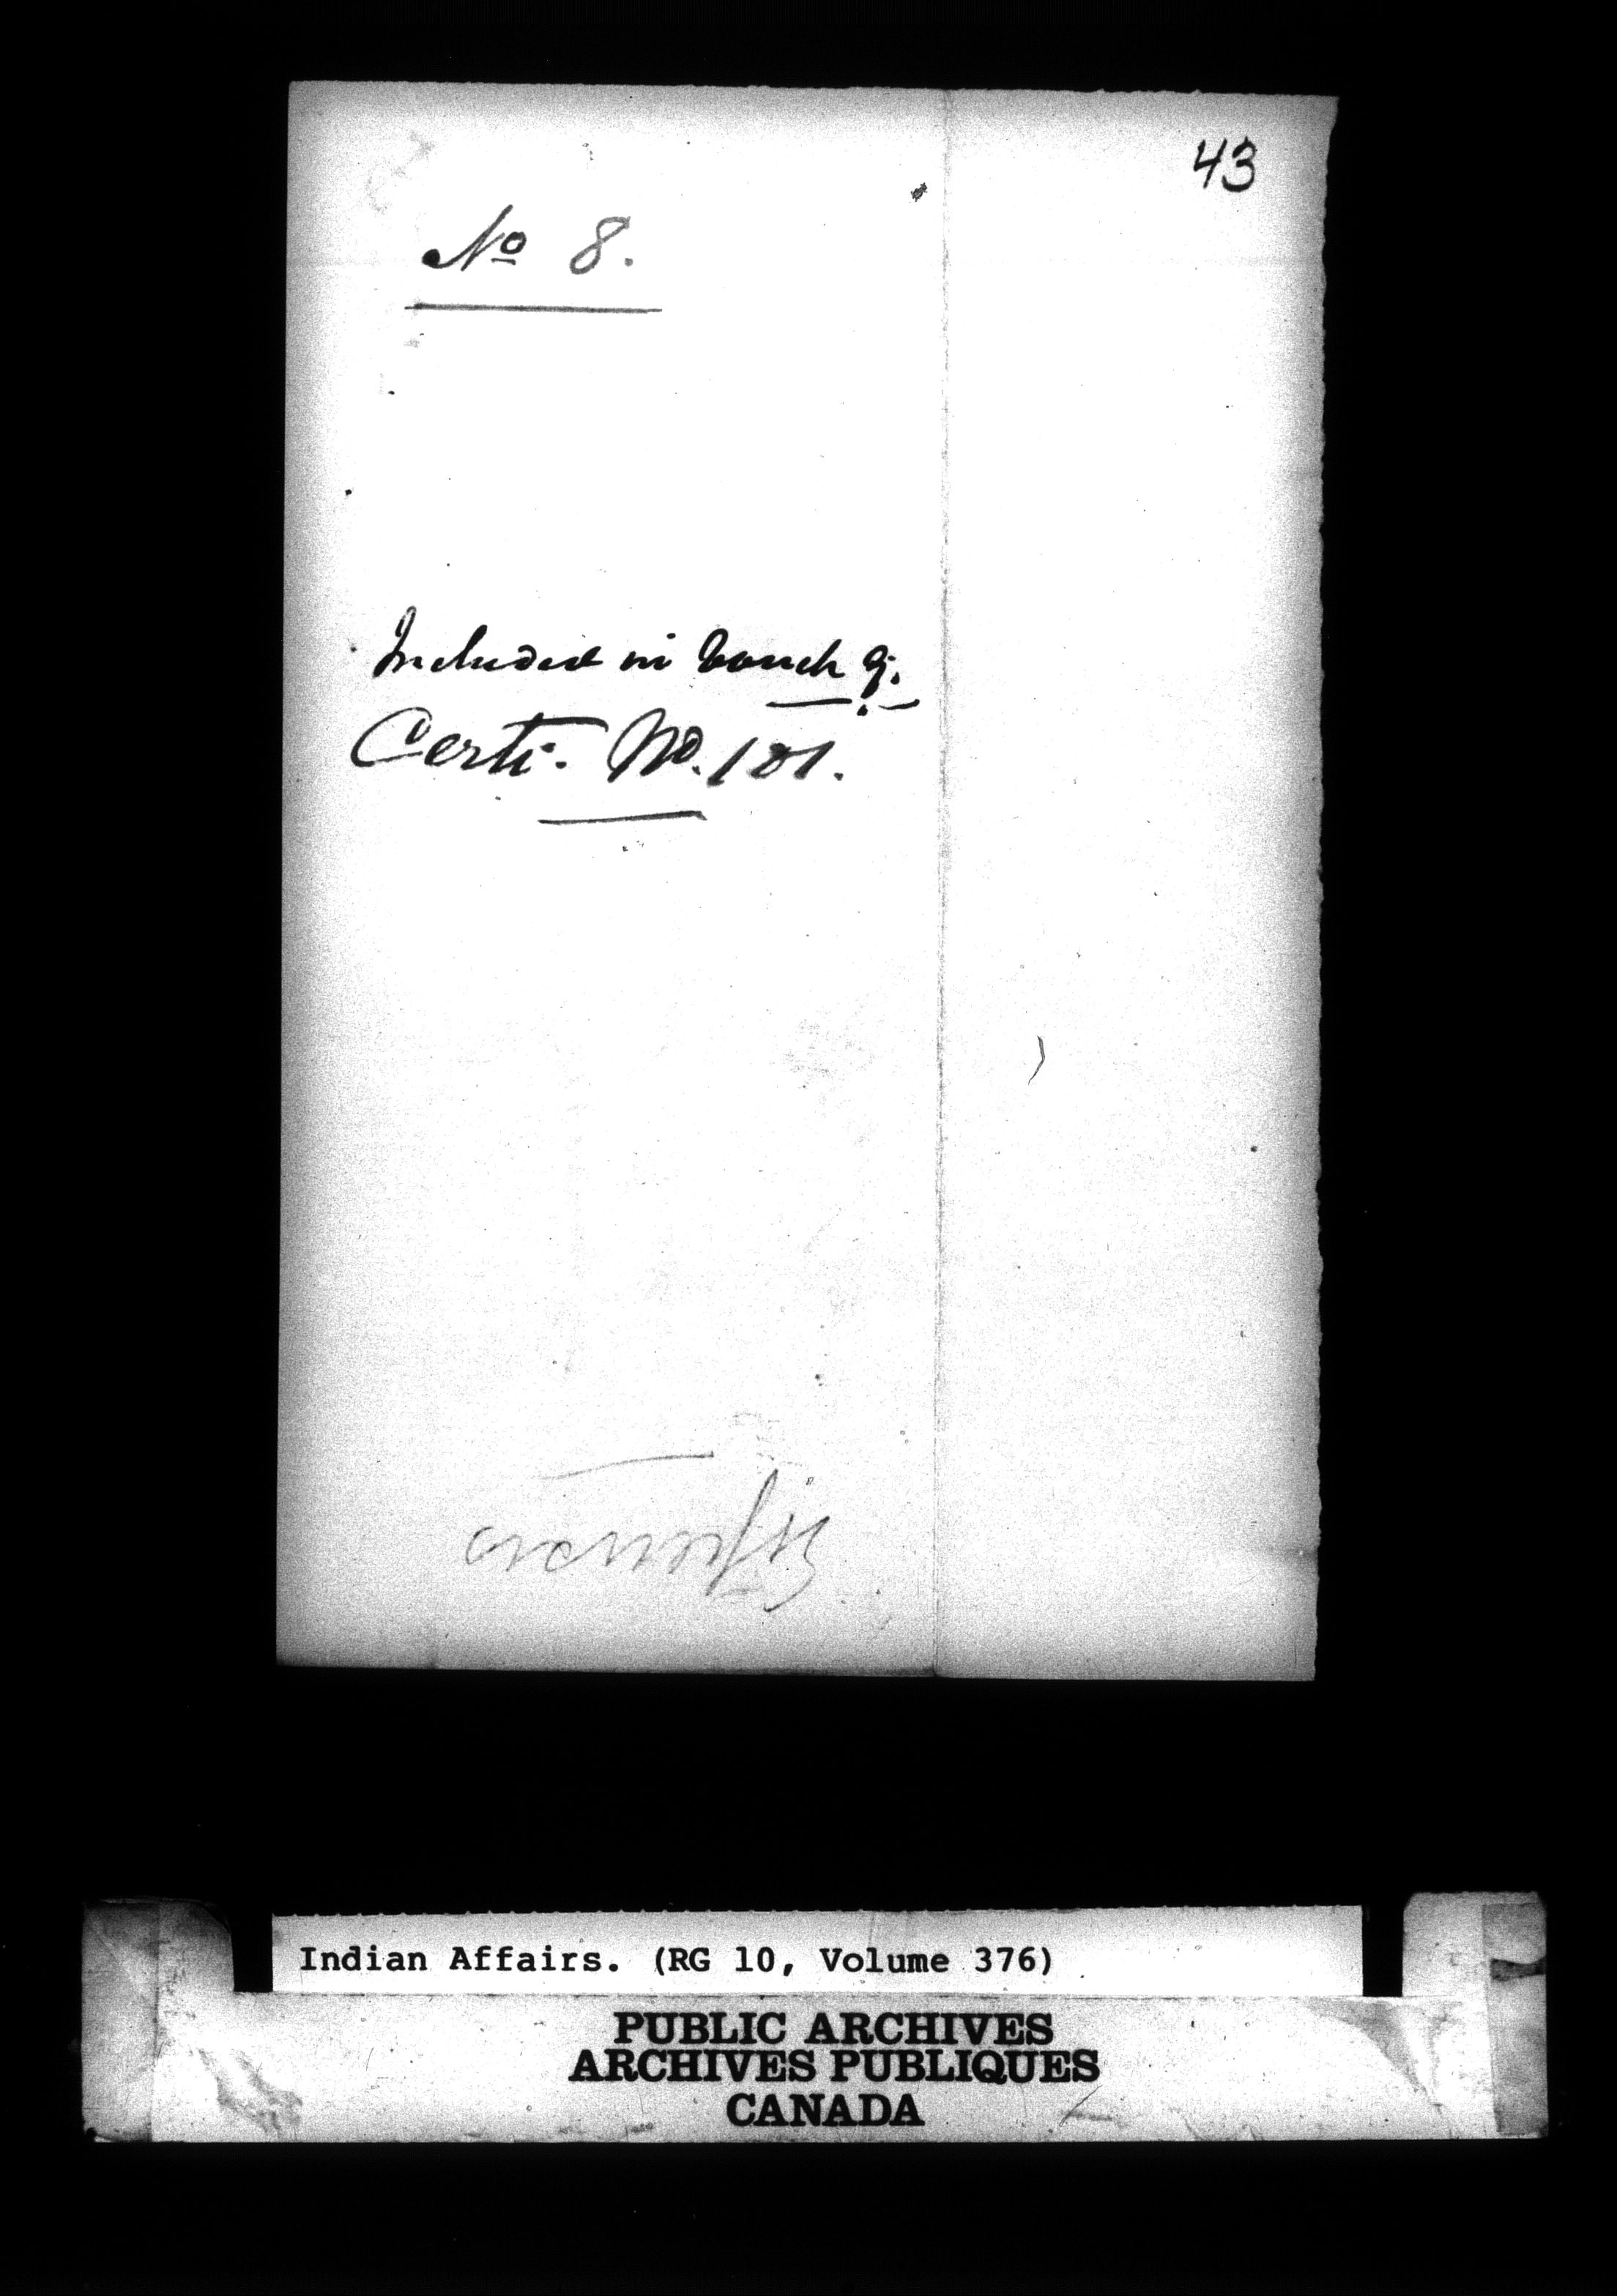 43
No 8.
Included in vouch 9.
Certi. No. 101.
Indian Affairs. (RG 10, Volume 376)
PUBLIC ARCHIVES
ARCHIVES PUBLIQUES
CANADA